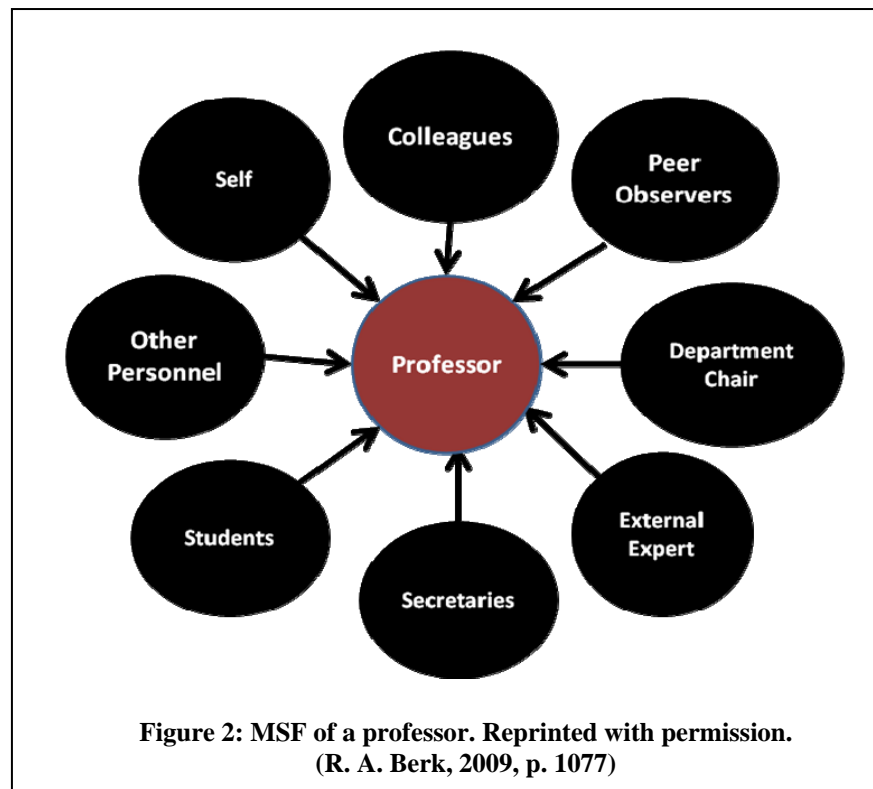 Colleagues
Self
Peer
Observers
Other
Personnel
Professor
Department
Chair
Students
External
Expert
Secretaries
Figure 2: MSF of a professor. Reprinted with permission.
(R. A. Berk, 2009, p. 1077)